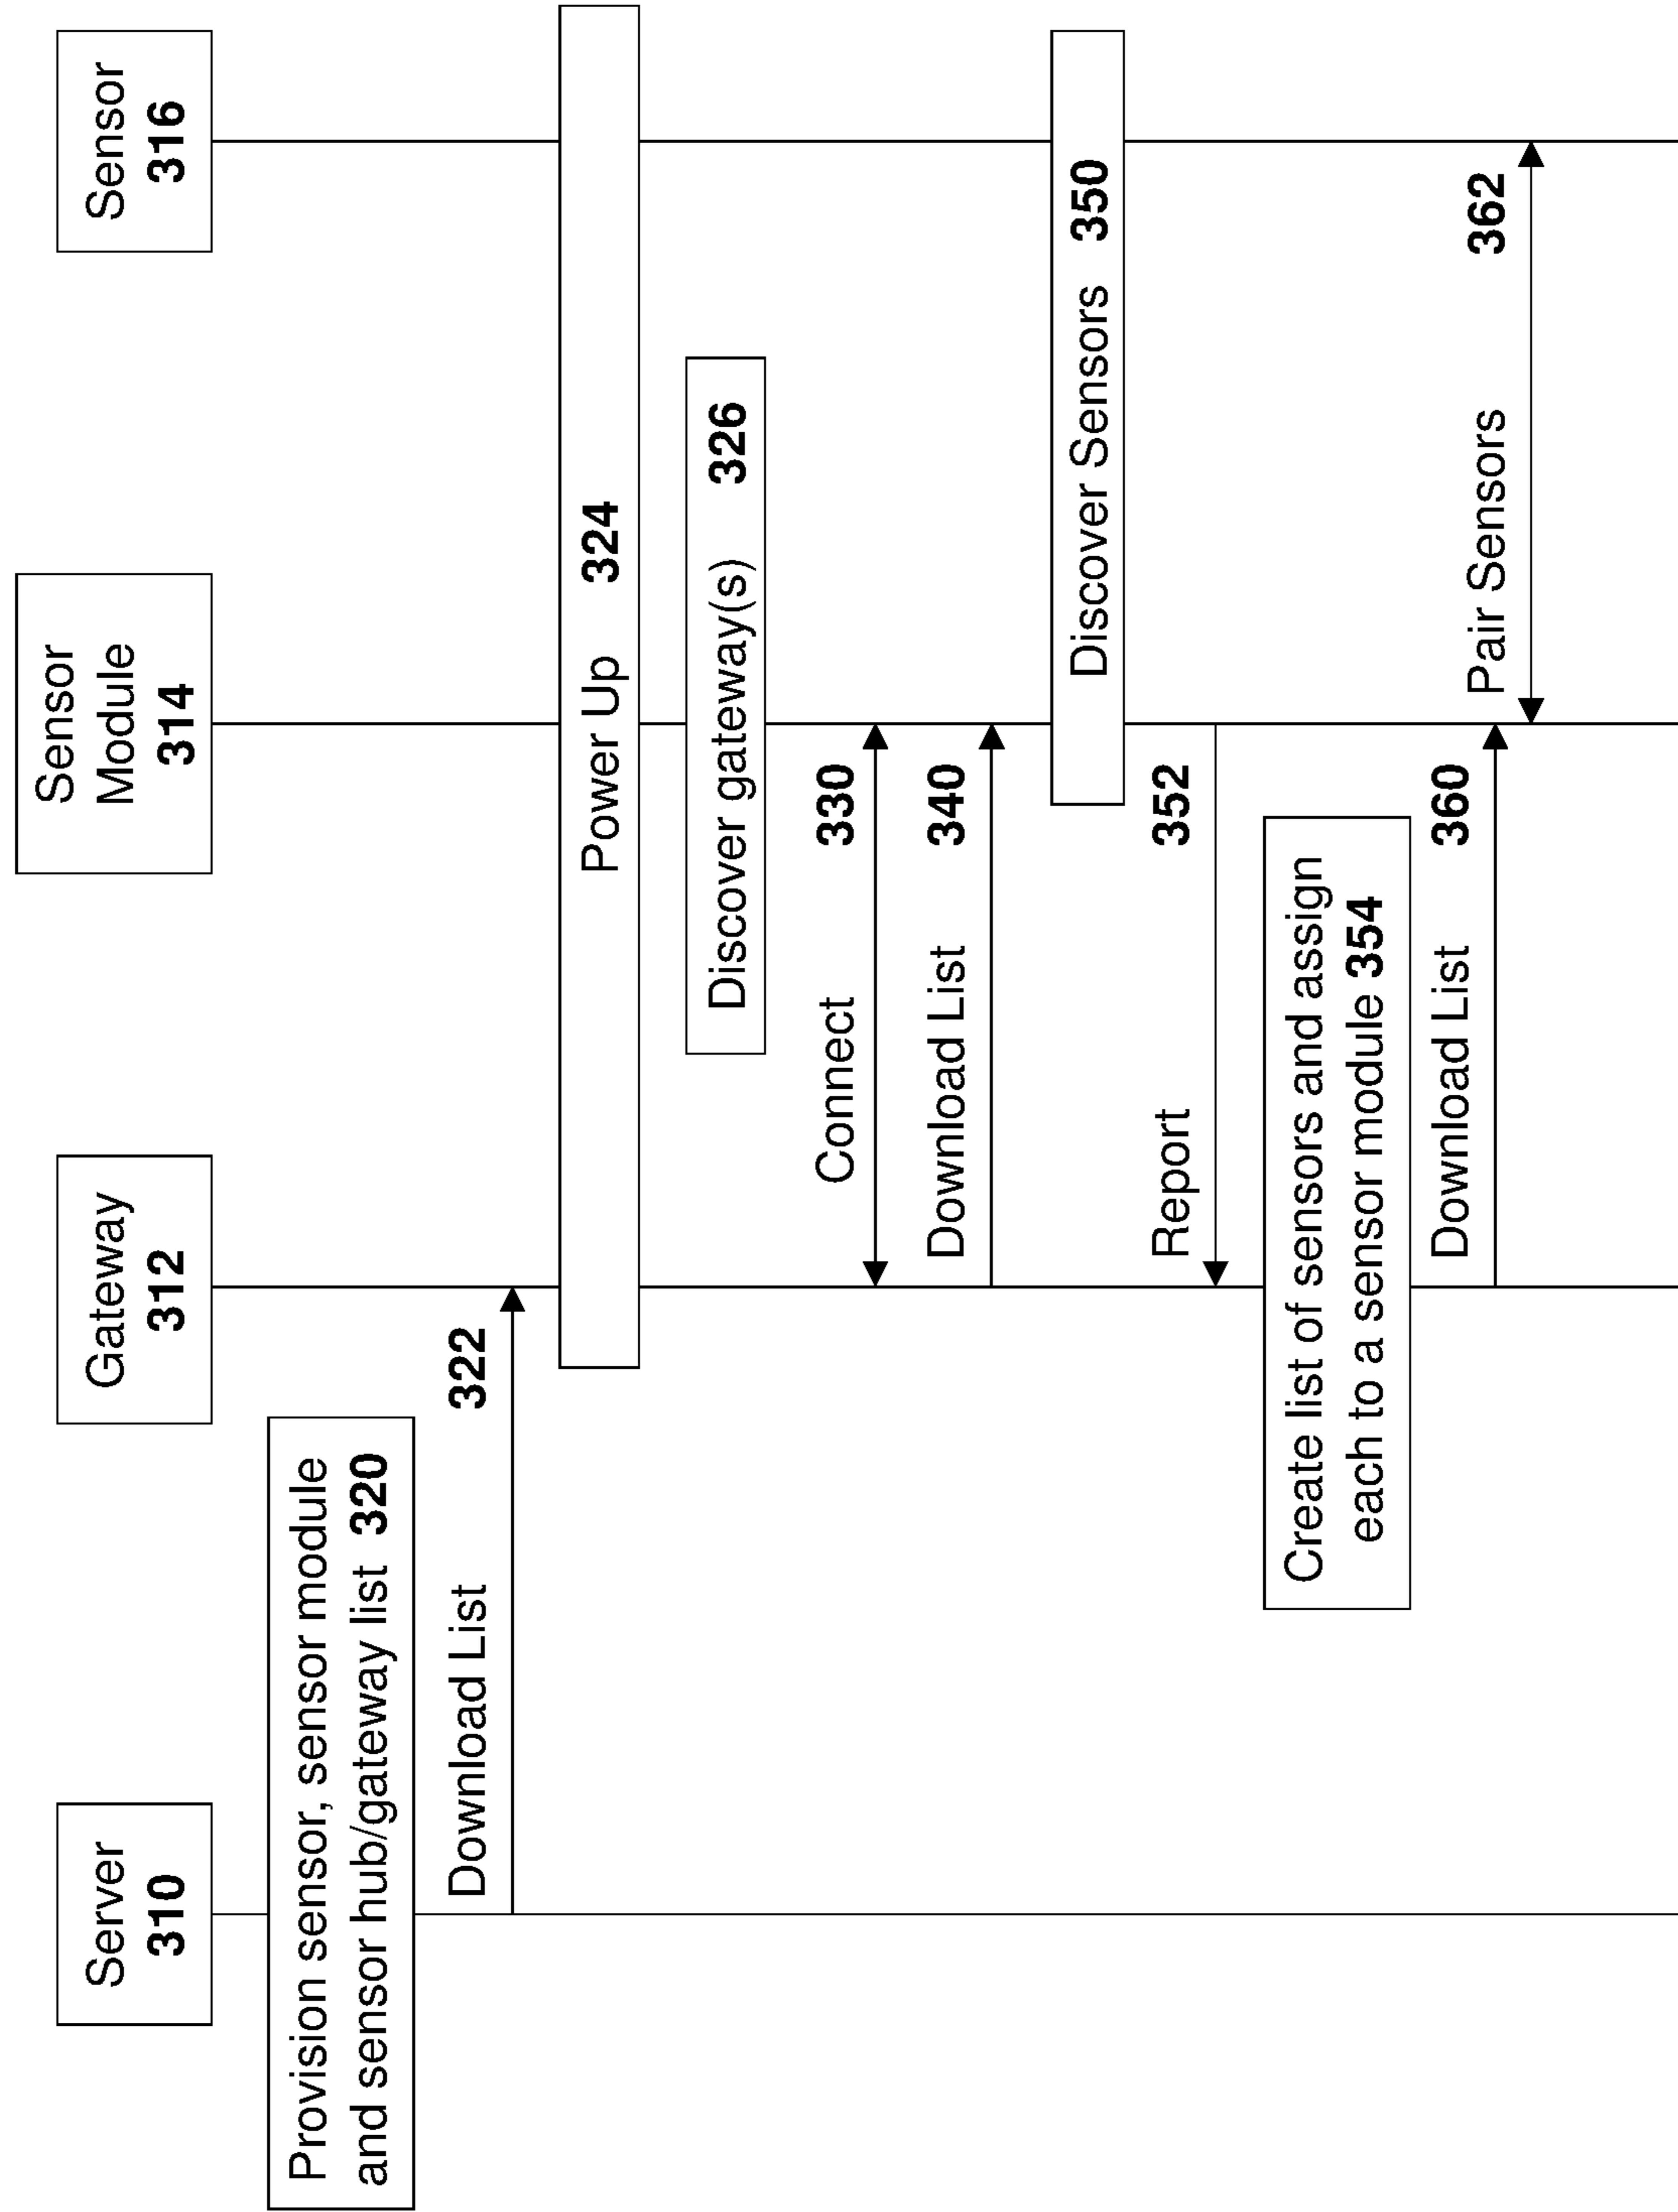 Server
310
Gateway
312
Sensor
Module
314
Sensor
316
Provision sensor, sensor module
and sensor hub/gateway list 320
Download List 322
Power Up 324
Discover gateway(s) 326
Connect 330
Download List 340
Discover Sensors 350
Report 352
Create list of sensors and assign
each to a sensor module 354
Download List 360
Pair Sensors 362